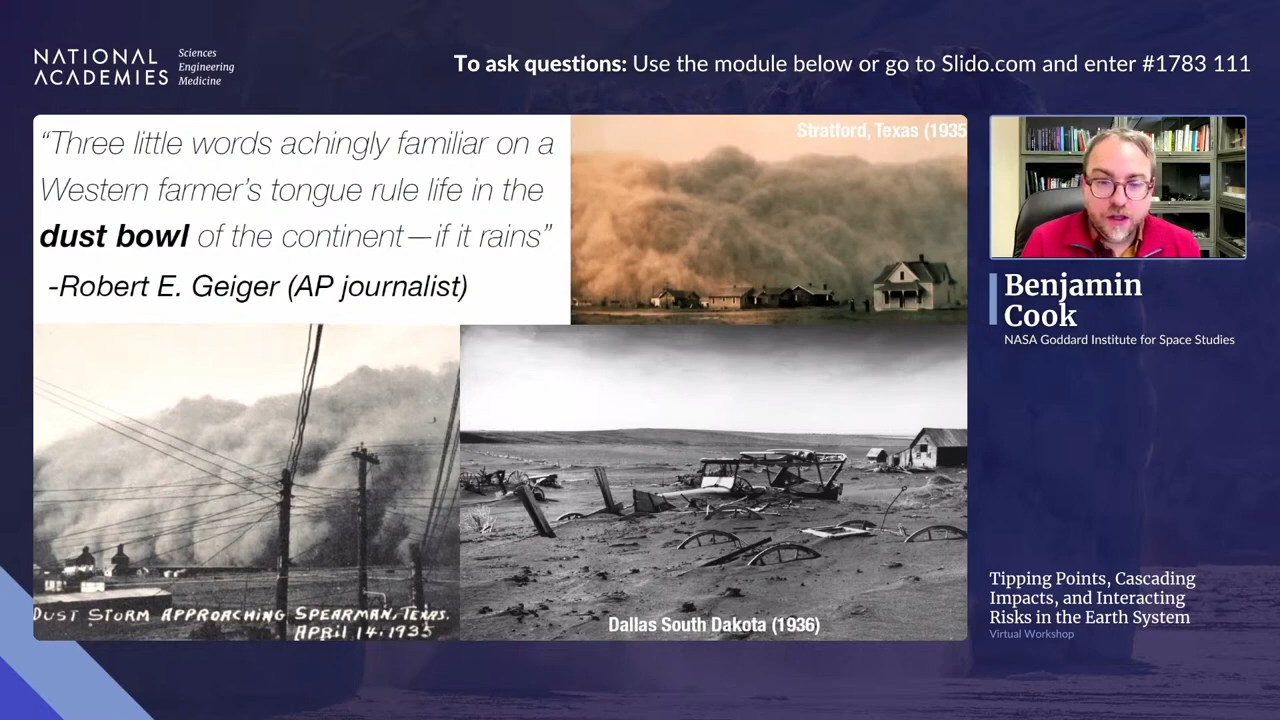 NATIONAL
ACADEMIES
Sciences
Engineering
Medicine
To ask questions: Use the module below or go to Slido.com and enter #1783 111
“Three little words achingly familiar on a
Western farmer’s tongue rule life in the
dust bowl of the continent—if it rains”
-Robert E. Geiger (AP journalist)
Stratford, Texas (1935
DUST STORM APPROACHING SPEARMAN, TEXAS.
APRIL 14, 1935
Dallas South Dakota (1936)
Benjamin
Cook
NASA Goddard Institute for Space Studies
Tipping Points, Cascading
Impacts, and Interacting
Risks in the Earth System
Virtual Workshop